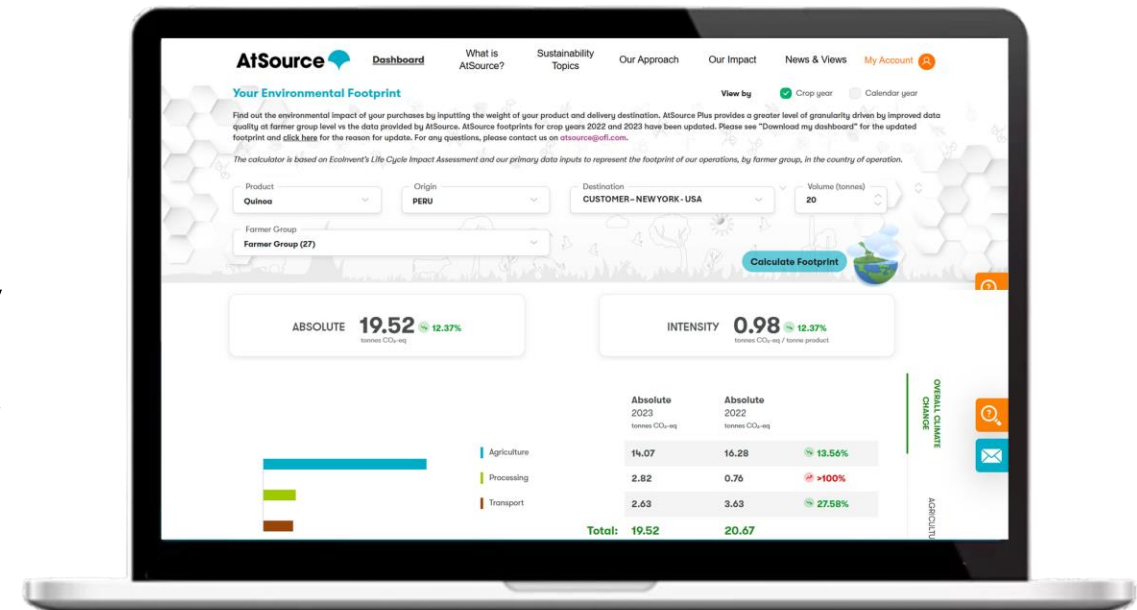 AtSource
Dashboard
What is
AtSource?
Sustainability
Topics
Our Approach
Our Impact
News & Views
My Account
Your Environmental Footprint
View by
Crop year
Calendar year
Find out the environmental impact of your purchases by inputting the weight of your product and delivery destination. AtSource Plus provides a greater level of granularity driven by improved data
quality at farmer group level vs the data provided by AtSource. AtSource footprints for crop years 2022 and 2023 have been updated. Please see "Download my dashboard" for the updated
footprint and click here for the reason for update. For any questions, please contact us on atsource@ofi.com.
The calculator is based on EcoInvent's Life Cycle Impact Assessment and our primary data inputs to represent the footprint of our operations, by farmer group, in the country of operation.
Product
Quinoa
Origin
PERU
Destination
CUSTOMER-NEWYORK-USA
Volume (tonnes)
20
Farmer Group
Farmer Group (27)
Calculate Footprint
ABSOLUTE 19.52 12.37%
tonnes CO₂-eq
INTENSITY 0.98 12.37%
tonnes CO₂-eq / tonne product
Absolute
2023
tonnes CO₂-eq
Absolute
2022
tonnes CO₂-eq
Agriculture 14.07 16.28 13.56%
Processing 2.82 0.76 >100%
Transport 2.63 3.63 27.58%
Total: 19.52 20.67
OVERALL CLIMATE
CHANGE
AGRICULTU